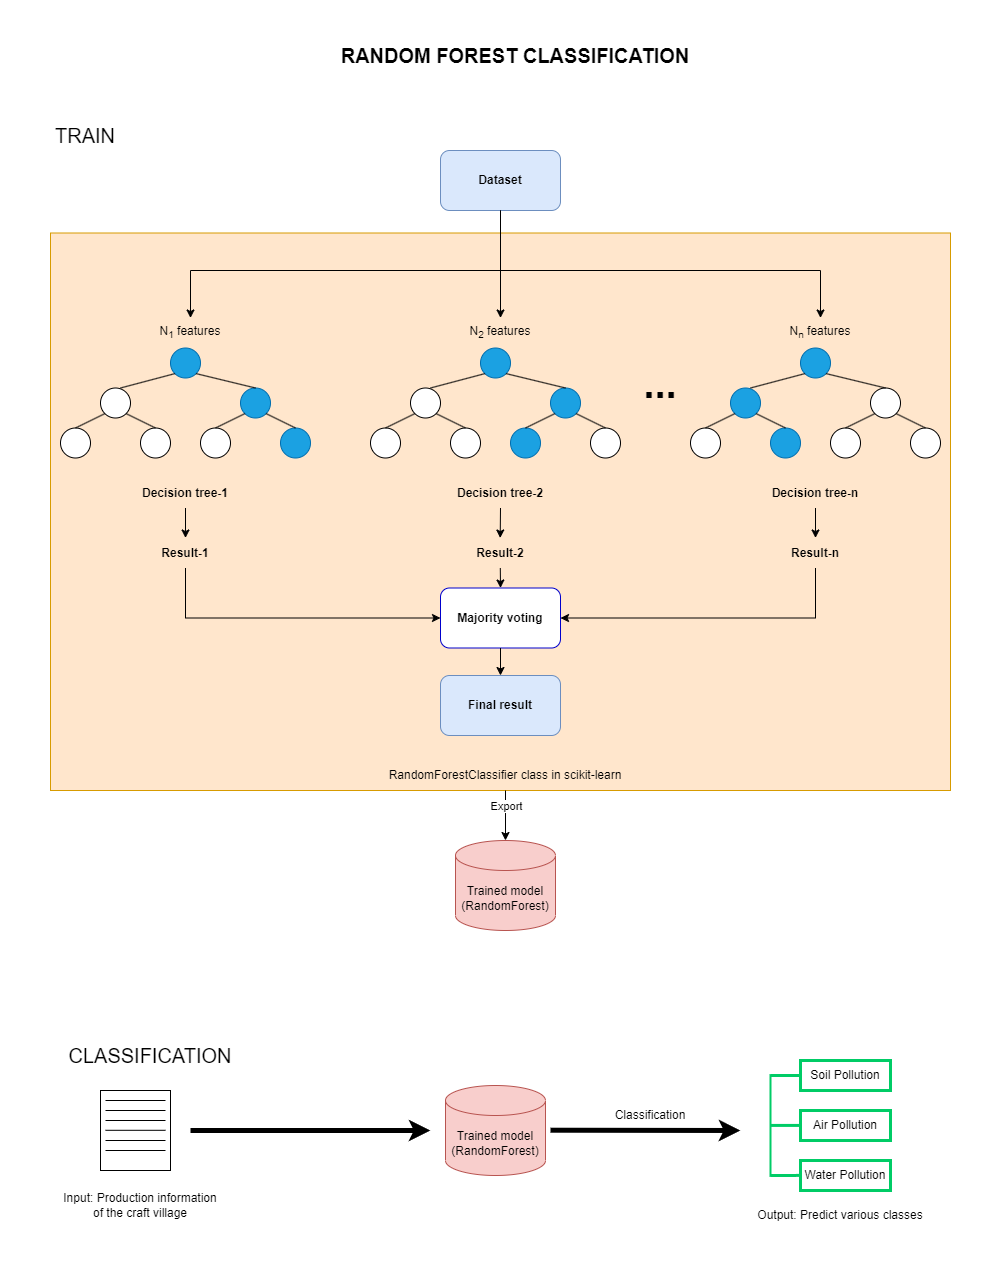 RANDOM FOREST CLASSIFICATION
TRAIN
Dataset
N1 features
N2 features
Nn features
...
Decision tree-1
Decision tree-2
Decision tree-n
Result-1
Result-2
Result-n
Majority voting
Final result
RandomForestClassifier class in scikit-learn
Export
Trained model
(RandomForest)
CLASSIFICATION
Input: Production information
of the craft village
Trained model
(RandomForest)
Classification
Soil Pollution
Air Pollution
Water Pollution
Output: Predict various classes